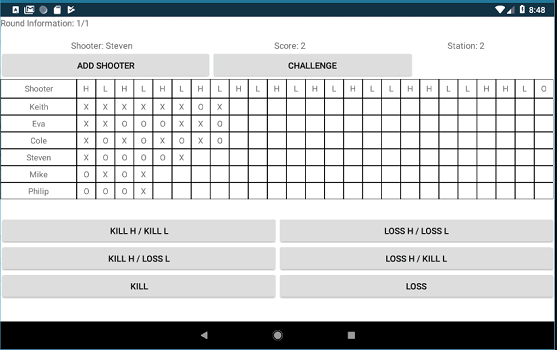 8:48
Round Information: 1/1
Shooter: Steven Score: 2 Station: 2
ADD SHOOTER CHALLENGE
Shooter H L H L H L H L H L H L H L H L H L H H L L H L O
Keith X X X X X X O X
Eva X X O O O X X O
Cole X O X O X O X O
Steven X O O O O X
Mike O X O X
Philip O O O X
KILL H / KILL L LOSS H / LOSS L
KILL H / LOSS L LOSS H / KILL L
KILL LOSS